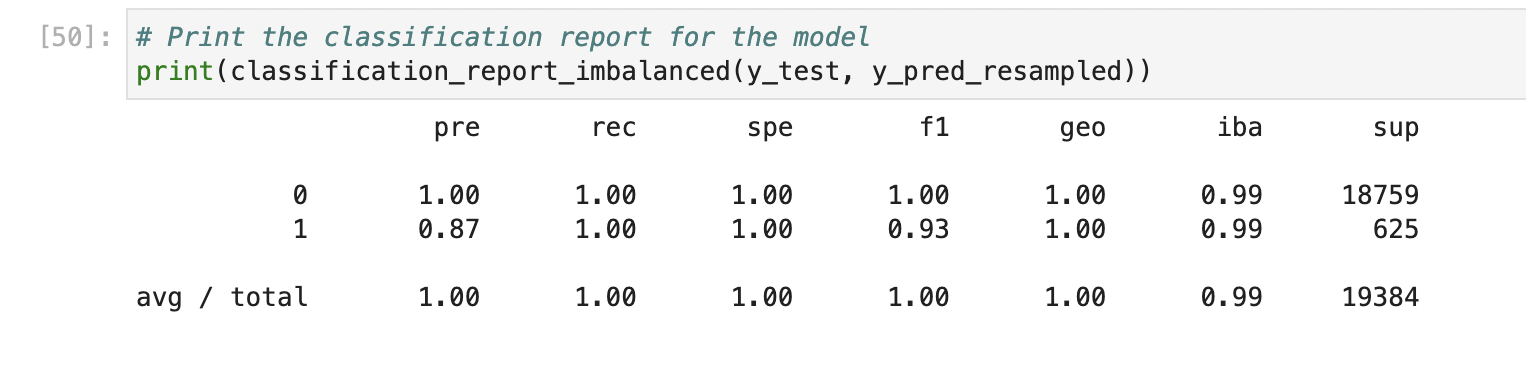 [50]: # Print the classification report for the model
print(classification_report_imbalanced(y_test, y_pred_resampled))
pre rec spe f1 geo iba sup
0 1.00 1.00 1.00 1.00 1.00 0.99 18759
1 0.87 1.00 1.00 0.93 1.00 0.99 625
avg / total 1.00 1.00 1.00 1.00 1.00 0.99 19384